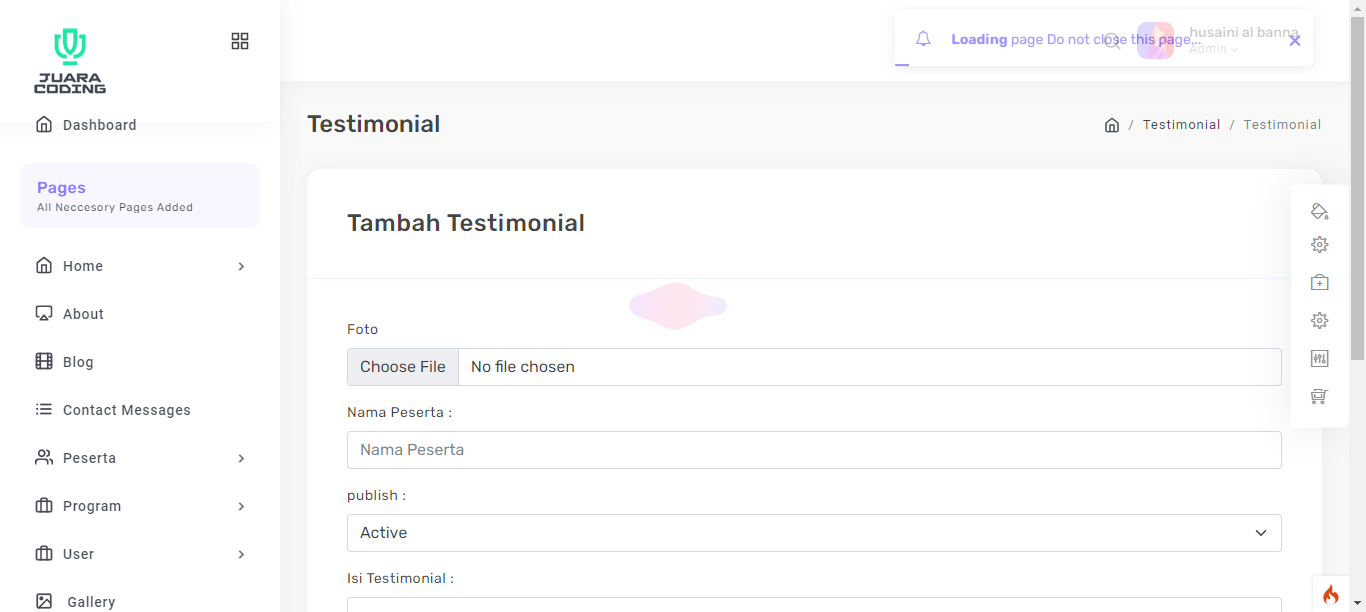 JUARA
CODING
Loading page Do not close this page...
husaini al banna
Admin
Dashboard
Testimonial
/ Testimonial / Testimonial
Pages
All Neccesory Pages Added
Tambah Testimonial
Home
About
Blog
Contact Messages
Peserta
Program
User
Gallery
Foto
Choose File No file chosen
Nama Peserta :
Nama Peserta
publish :
Active
Isi Testimonial :